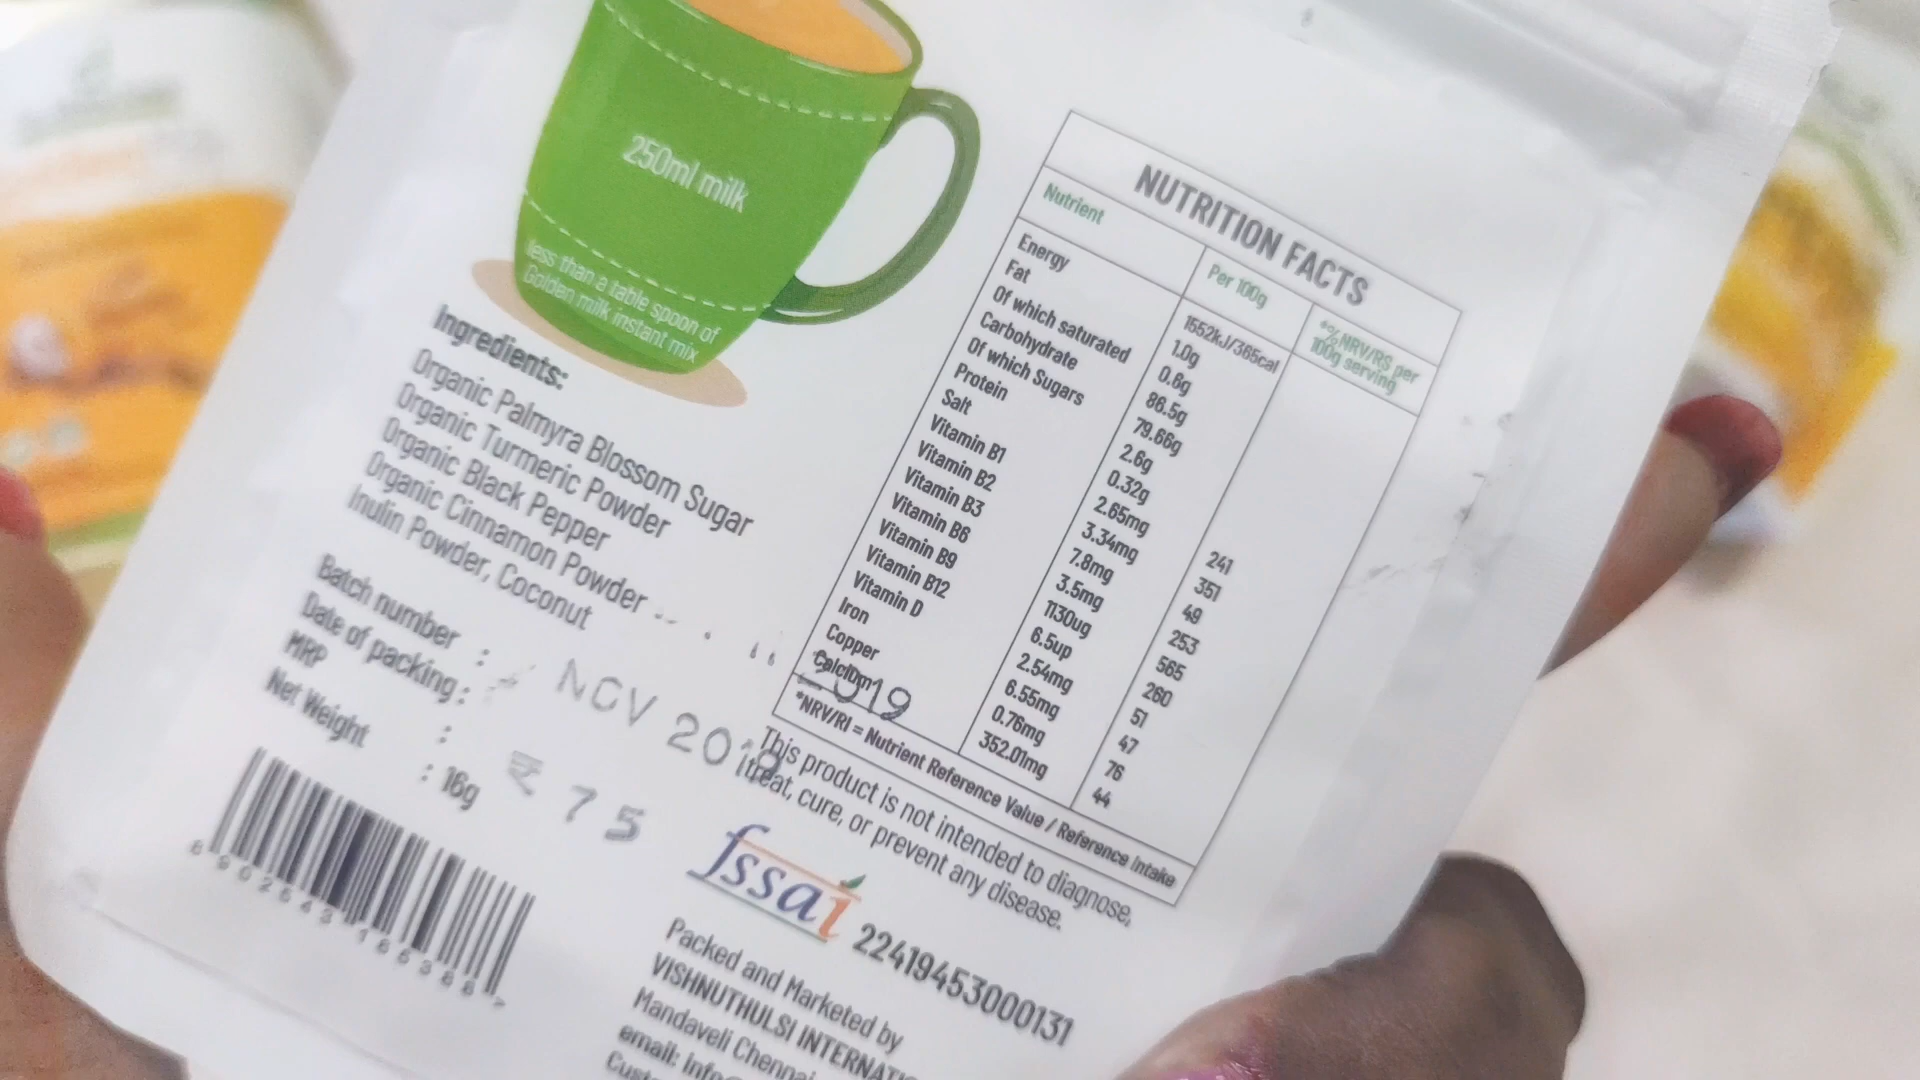 250ml milk
less than a table spoon of
Golden milk instant mix
Ingredients:
Organic Palmyra Blossom Sugar
Organic Turmeric Powder
Organic Black Pepper
Organic Cinnamon Powder
Inulin Powder, Coconut
Batch number :
Date of packing : NOV 2019
MRP : ₹ 75
Net Weight : 16g
NUTRITION FACTS
Nutrient Per 100g *%NRV/RS per 100g serving
Energy 1552kJ/365cal
Fat 1.0g
Of which saturated 0.6g
Carbohydrate 86.5g
Of which Sugars 79.66g
Protein 2.6g
Salt 0.32g
Vitamin B1 2.65mg 241
Vitamin B2 3.34mg 351
Vitamin B3 7.8mg 49
Vitamin B6 3.5mg 253
Vitamin B9 1130ug 565
Vitamin B12 6.5up 260
Vitamin D 2.54mg 51
Iron 6.55mg 47
Copper 0.76mg 76
Calcium 352.01mg 44
2019
*NRV/RI = Nutrient Reference Value / Reference Intake
This product is not intended to diagnose,
treat, cure, or prevent any disease.
fssai 22419453000131
Packed and Marketed by
VISHNUTHULSI
Mandaveli Chennai
email: